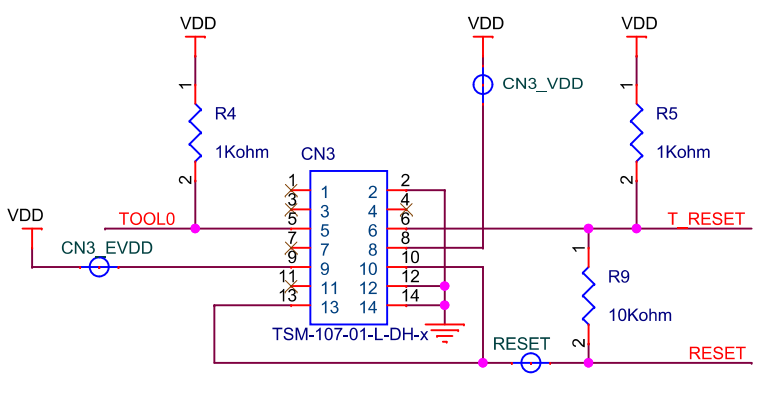 VDD VDD VDD
1 CN3_VDD 1
R4 R5
1Kohm 1Kohm
CN3
2 2
1 1 2 2
3 3 4 4
VDD TOOL0 5 5 6 6 T_RESET
CN3_EVDD 7 7 8 8 1
9 9 10 10 R9
11 11 12 12
13 13 14 14 10Kohm
TSM-107-01-L-DH-x
2
RESET RESET